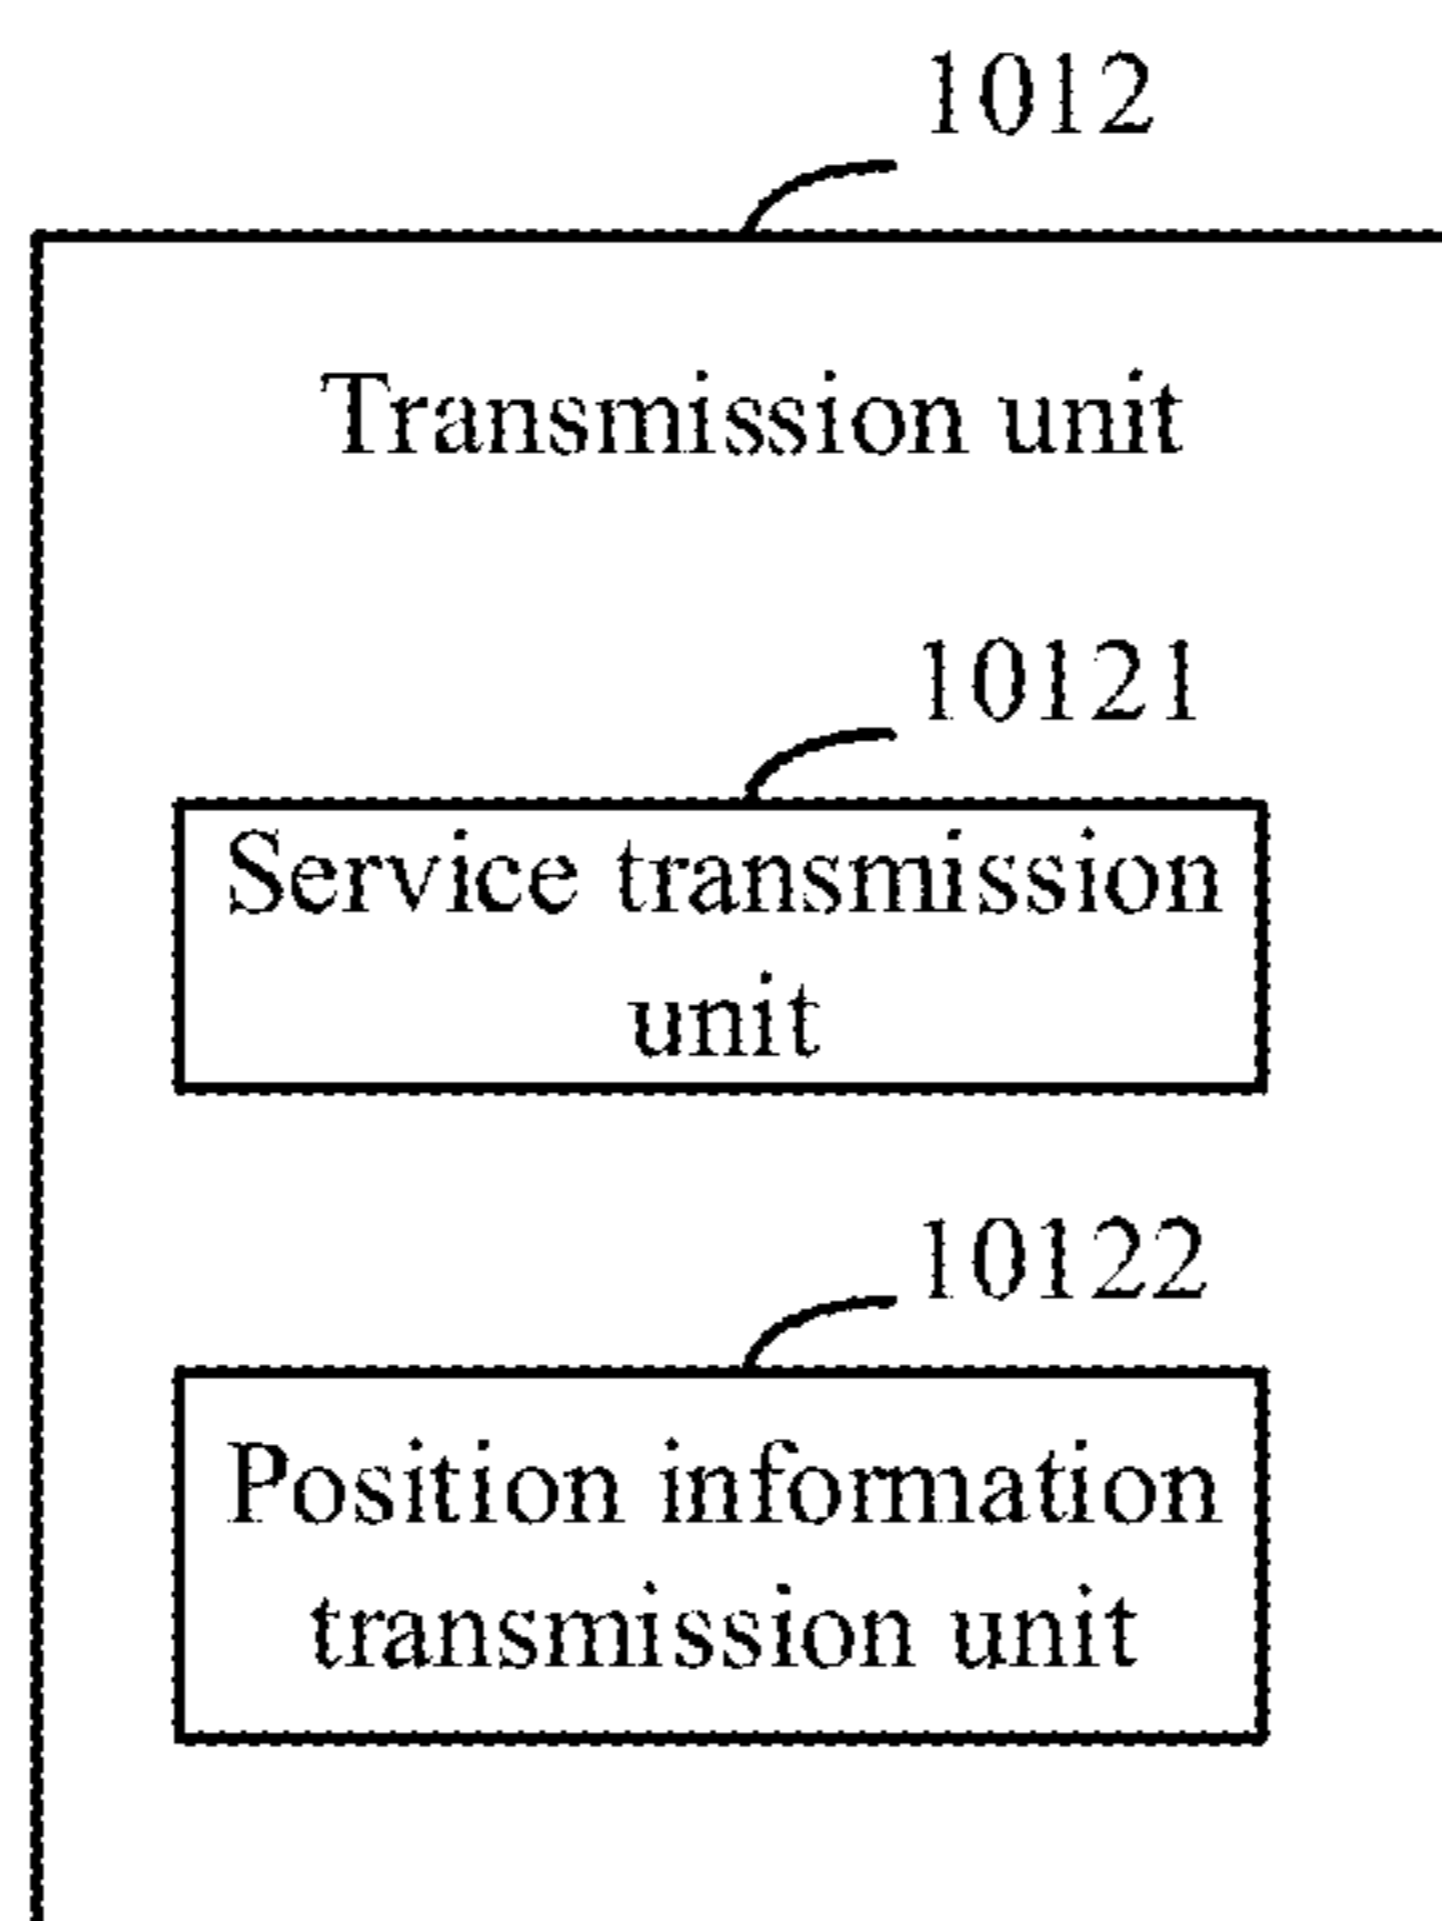 1012
Transmission unit
10121
Service transmission
unit
10122
Position information
transmission unit